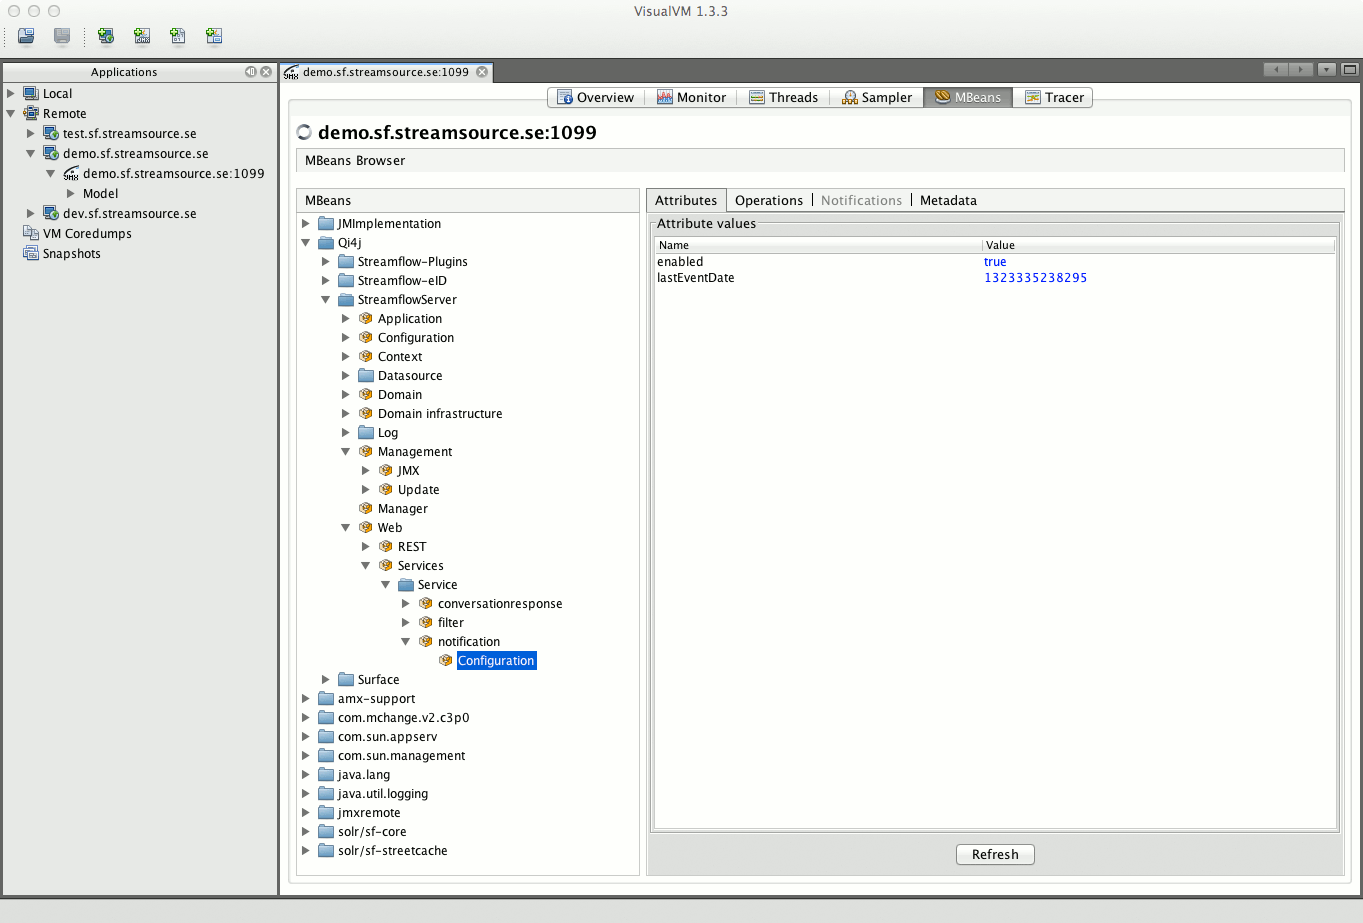 VisualVM 1.3.3
Applications
Local
Remote
test.sf.streamsource.se
demo.sf.streamsource.se
demo.sf.streamsource.se:1099
Model
dev.sf.streamsource.se
VM Coredumps
Snapshots
demo.sf.streamsource.se:1099
Overview Monitor Threads Sampler MBeans Tracer
demo.sf.streamsource.se:1099
MBeans Browser
MBeans
JMImplementation
Qi4j
Streamflow-Plugins
Streamflow-eID
StreamflowServer
Application
Configuration
Context
Datasource
Domain
Domain infrastructure
Log
Management
JMX
Update
Manager
Web
REST
Services
Service
conversationresponse
filter
notification
Configuration
Surface
amx-support
com.mchange.v2.c3p0
com.sun.appserv
com.sun.management
java.lang
java.util.logging
jmxremote
solr/sf-core
solr/sf-streetcache
Attributes Operations Notifications Metadata
Attribute values
Name Value
enabled true
lastEventDate 1323335238295
Refresh